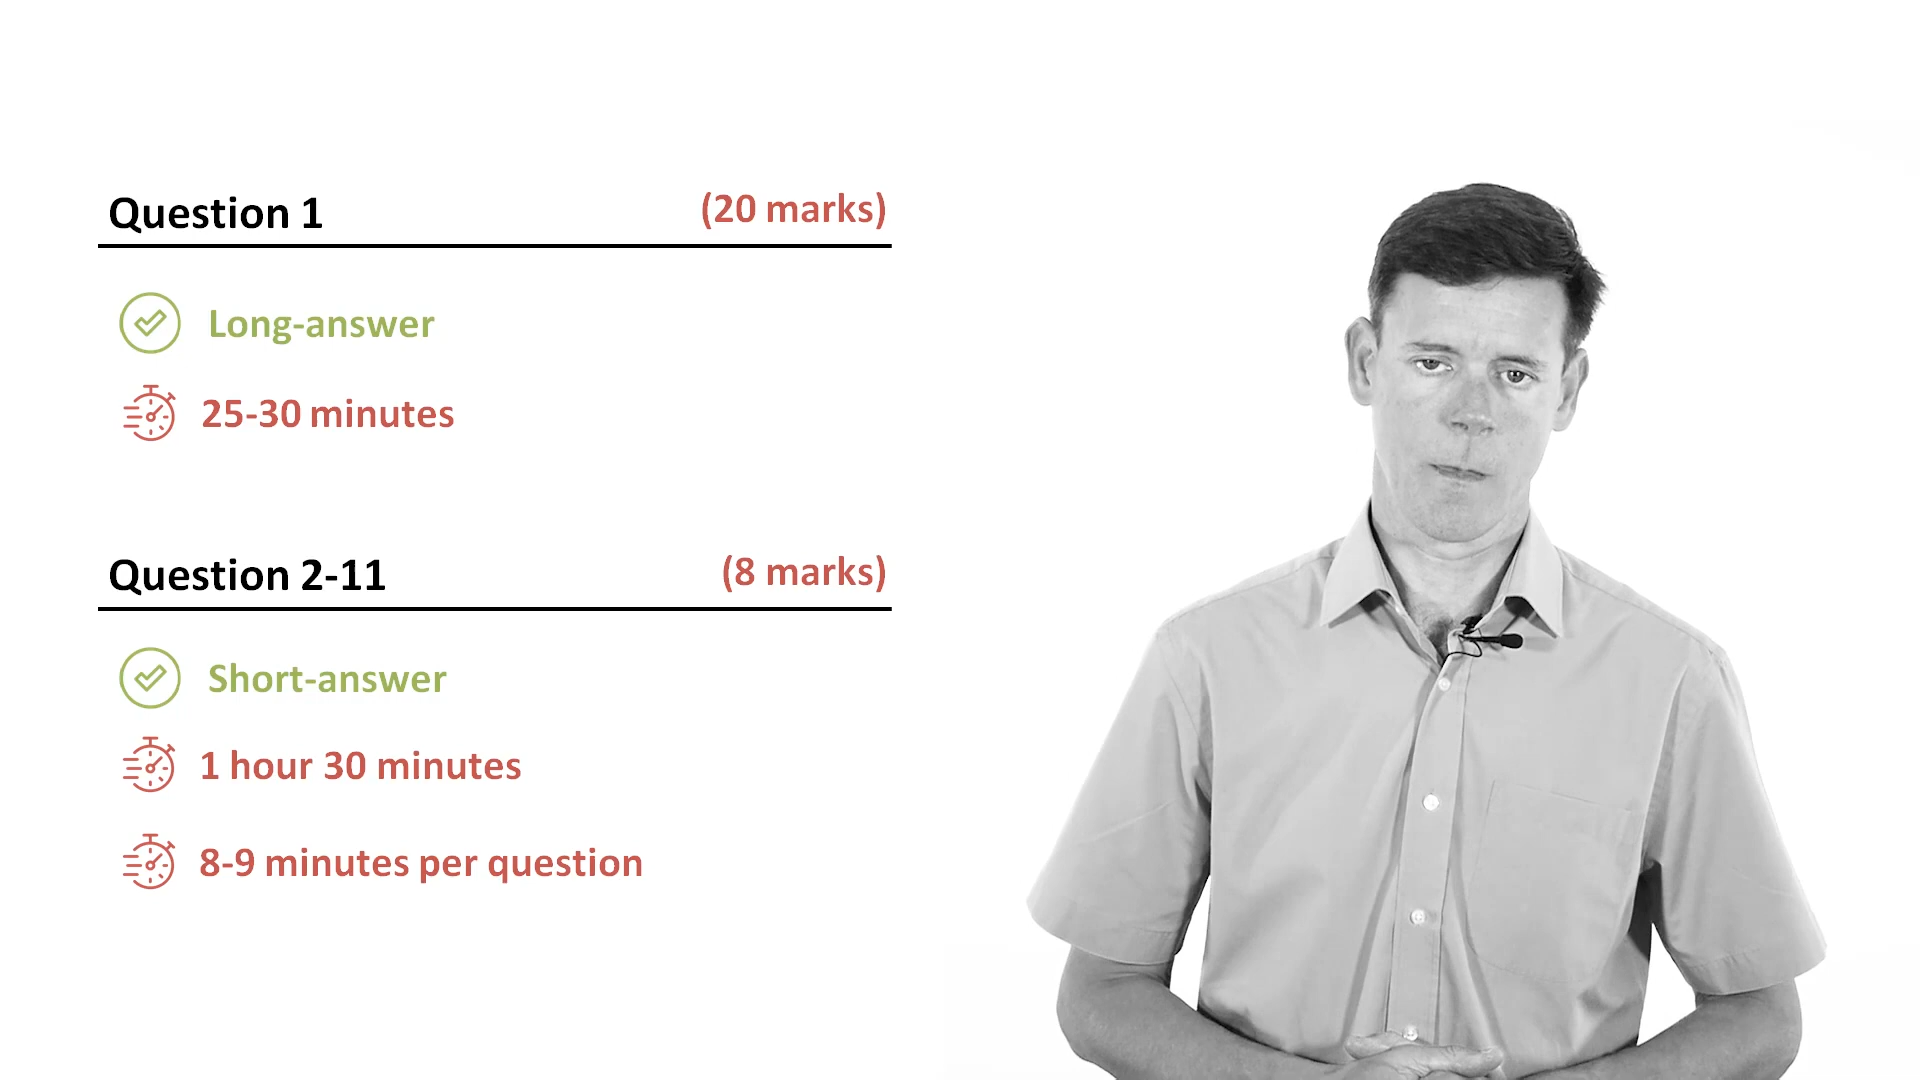 Question 1 (20 marks)
Long-answer
25-30 minutes
Question 2-11 (8 marks)
Short-answer
1 hour 30 minutes
8-9 minutes per question